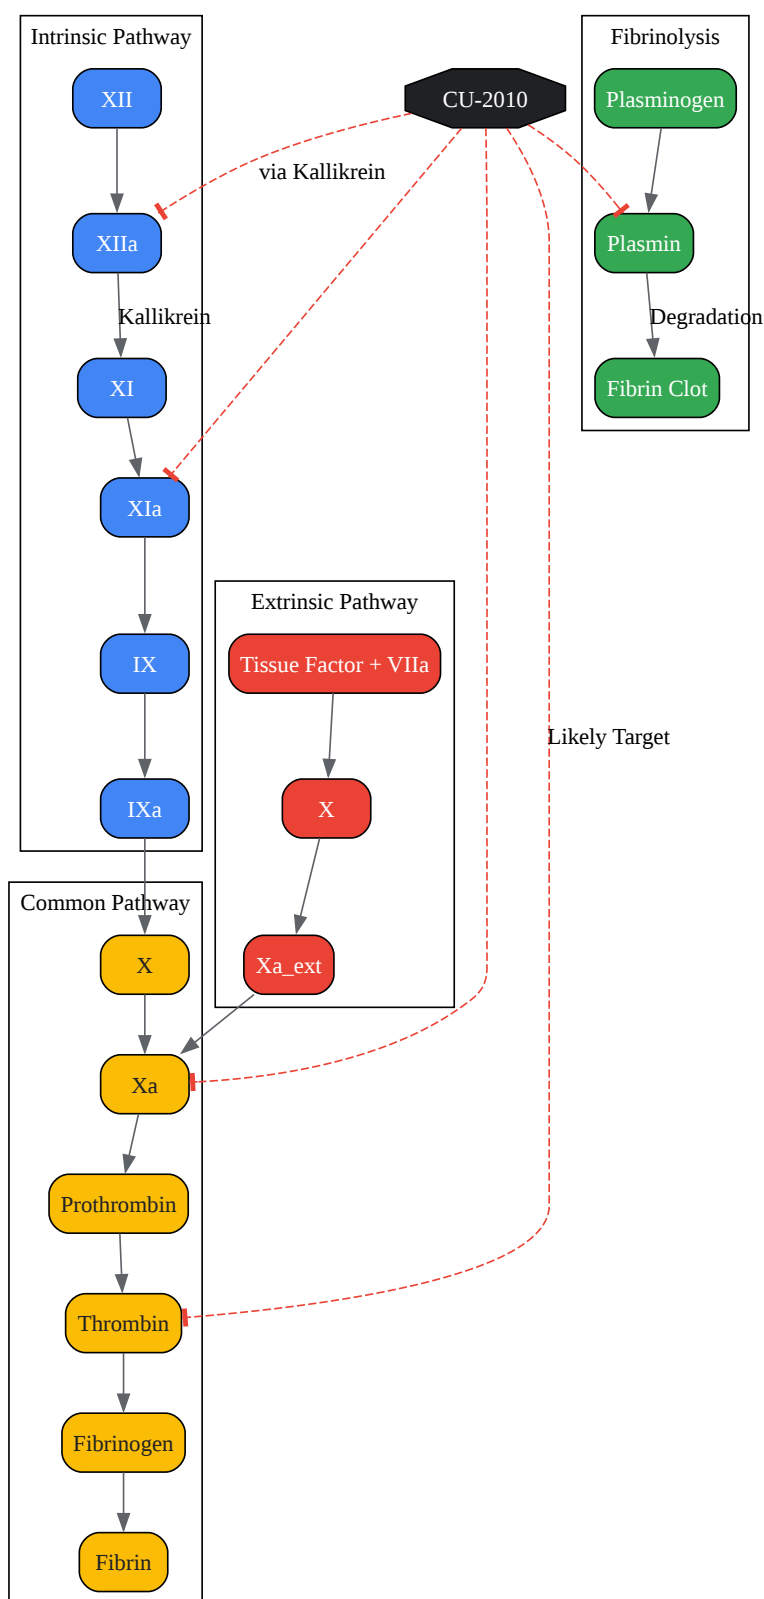 Intrinsic Pathway
XII
XIIa
Kallikrein
XI
XIa
IX
IXa
CU-2010
via Kallikrein
Likely Target
Fibrinolysis
Plasminogen
Plasmin
Degradation
Fibrin Clot
Extrinsic Pathway
Tissue Factor + VIIa
X
Xa_ext
Common Pathway
X
Xa
Prothrombin
Thrombin
Fibrinogen
Fibrin